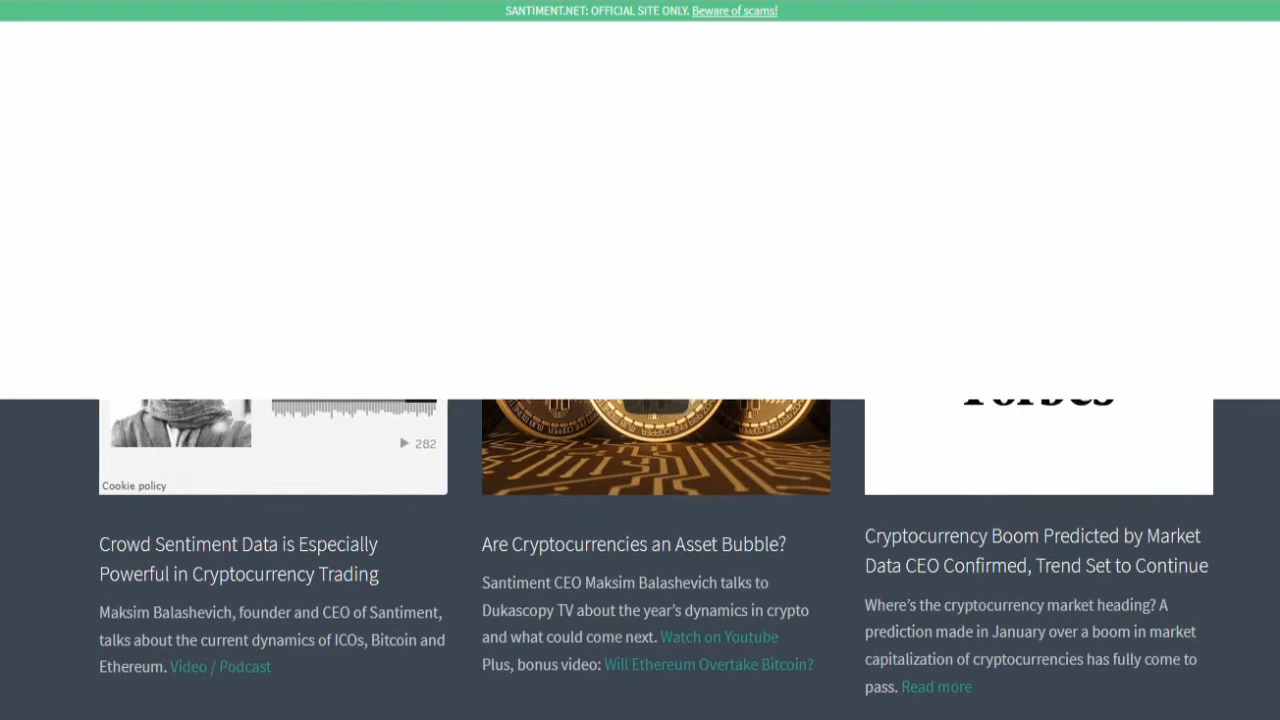 SANTIMENT.NET: OFFICIAL SITE ONLY. Beware of scams!
282
Cookie policy
Crowd Sentiment Data is Especially
Powerful in Cryptocurrency Trading
Maksim Balashevich, founder and CEO of Santiment,
talks about the current dynamics of ICOs, Bitcoin and
Ethereum. Video / Podcast
Are Cryptocurrencies an Asset Bubble?
Santiment CEO Maksim Balashevich talks to
Dukascopy TV about the year’s dynamics in crypto
and what could come next. Watch on Youtube
Plus, bonus video: Will Ethereum Overtake Bitcoin?
Cryptocurrency Boom Predicted by Market
Data CEO Confirmed, Trend Set to Continue
Where’s the cryptocurrency market heading? A
prediction made in January over a boom in market
capitalization of cryptocurrencies has fully come to
pass. Read more